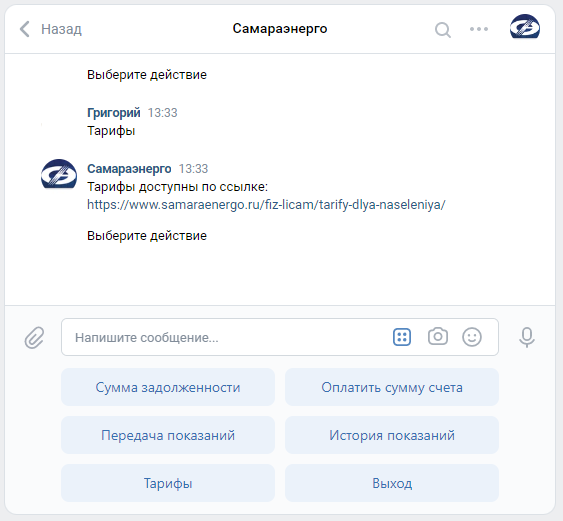 Назад
Самараэнерго
Выберите действие
Григорий 13:33
Тарифы
Самараэнерго 13:33
Тарифы доступны по ссылке:
https://www.samaraenergo.ru/fiz-licam/tarify-dlya-naseleniya/
Выберите действие
Напишите сообщение...
Сумма задолженности
Оплатить сумму счета
Передача показаний
История показаний
Тарифы
Выход